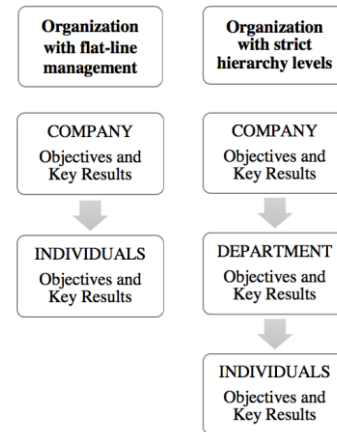 Organization
with flat-line
management
COMPANY
Objectives and
Key Results
INDIVIDUALS
Objectives and
Key Results
Organization
with strict
hierarchy levels
COMPANY
Objectives and
Key Results
DEPARTMENT
Objectives and
Key Results
INDIVIDUALS
Objectives and
Key Results